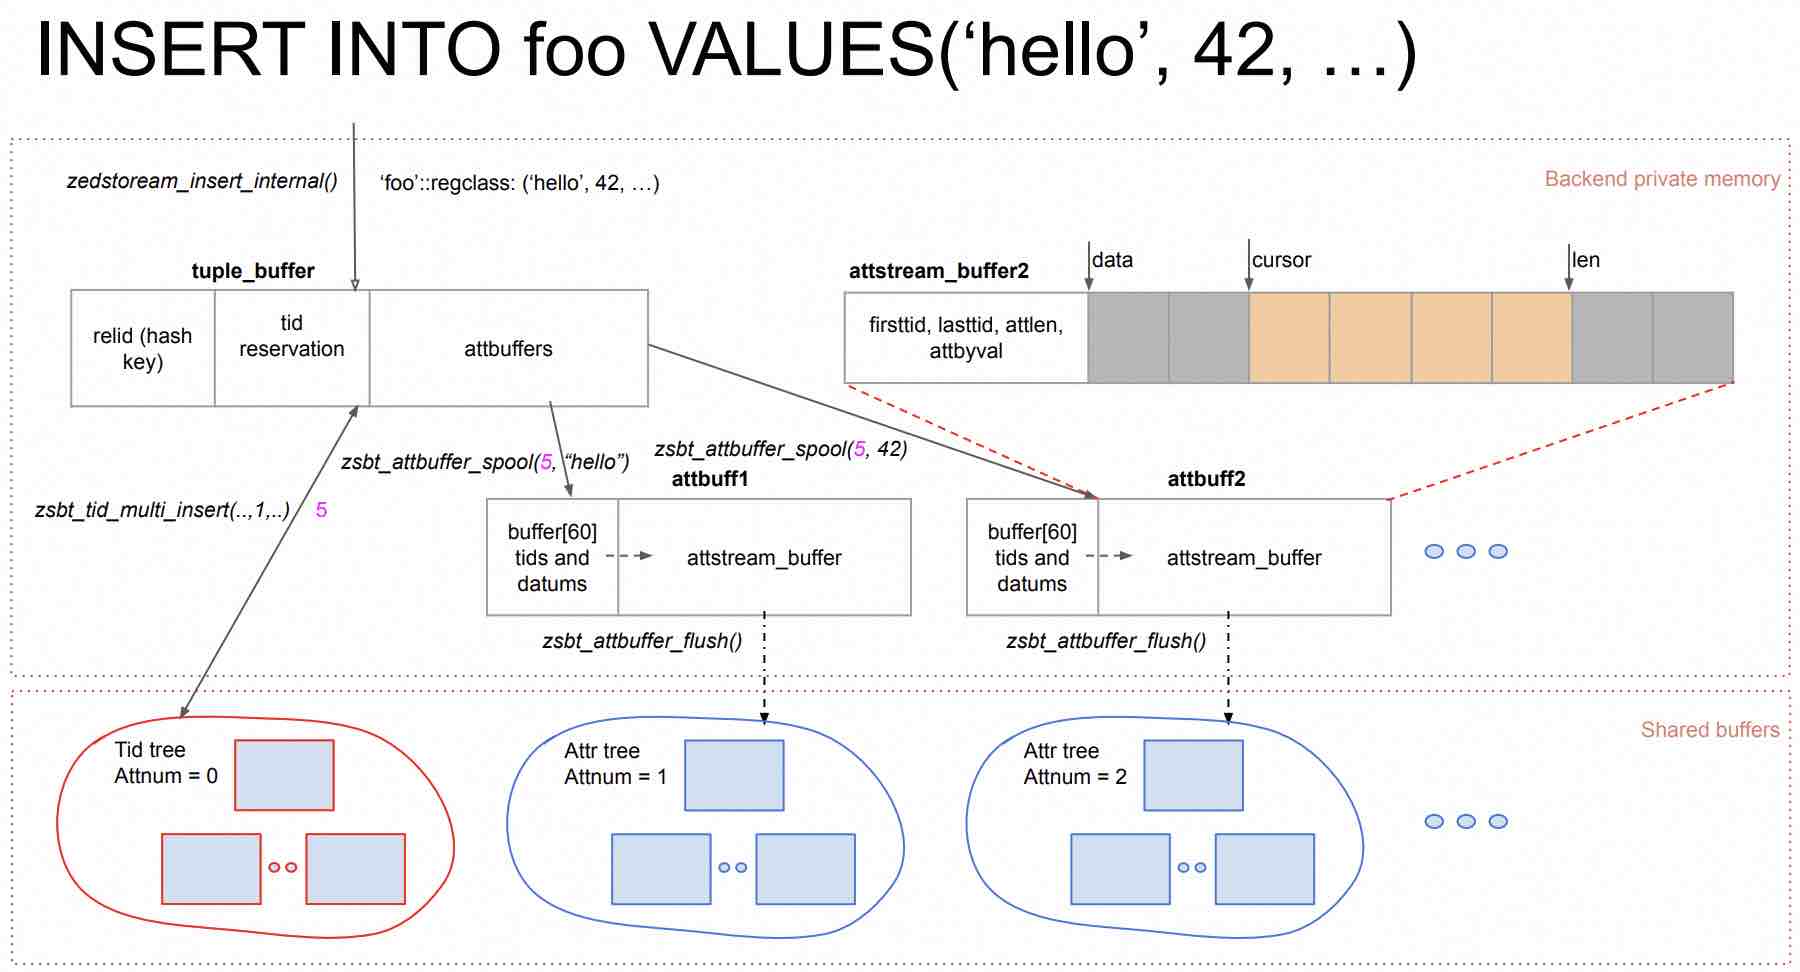 INSERT INTO foo VALUES(‘hello’, 42, …)
zedstoream_insert_internal()
‘foo’::regclass: (‘hello’, 42, …)
Backend private memory
tuple_buffer
relid (hash
key)
tid
reservation
attbuffers
attstream_buffer2
data
cursor
len
firsttid, lasttid, attlen,
attbyval
zsbt_attbuffer_spool(5, “hello”)
zsbt_attbuffer_spool(5, 42)
zsbt_tid_multi_insert(..,1,..)
5
attbuff1
buffer[60]
tids and
datums
attstream_buffer
attbuff2
buffer[60]
tids and
datums
attstream_buffer
zsbt_attbuffer_flush()
zsbt_attbuffer_flush()
Shared buffers
Tid tree
Attnum = 0
Attr tree
Attnum = 1
Attr tree
Attnum = 2